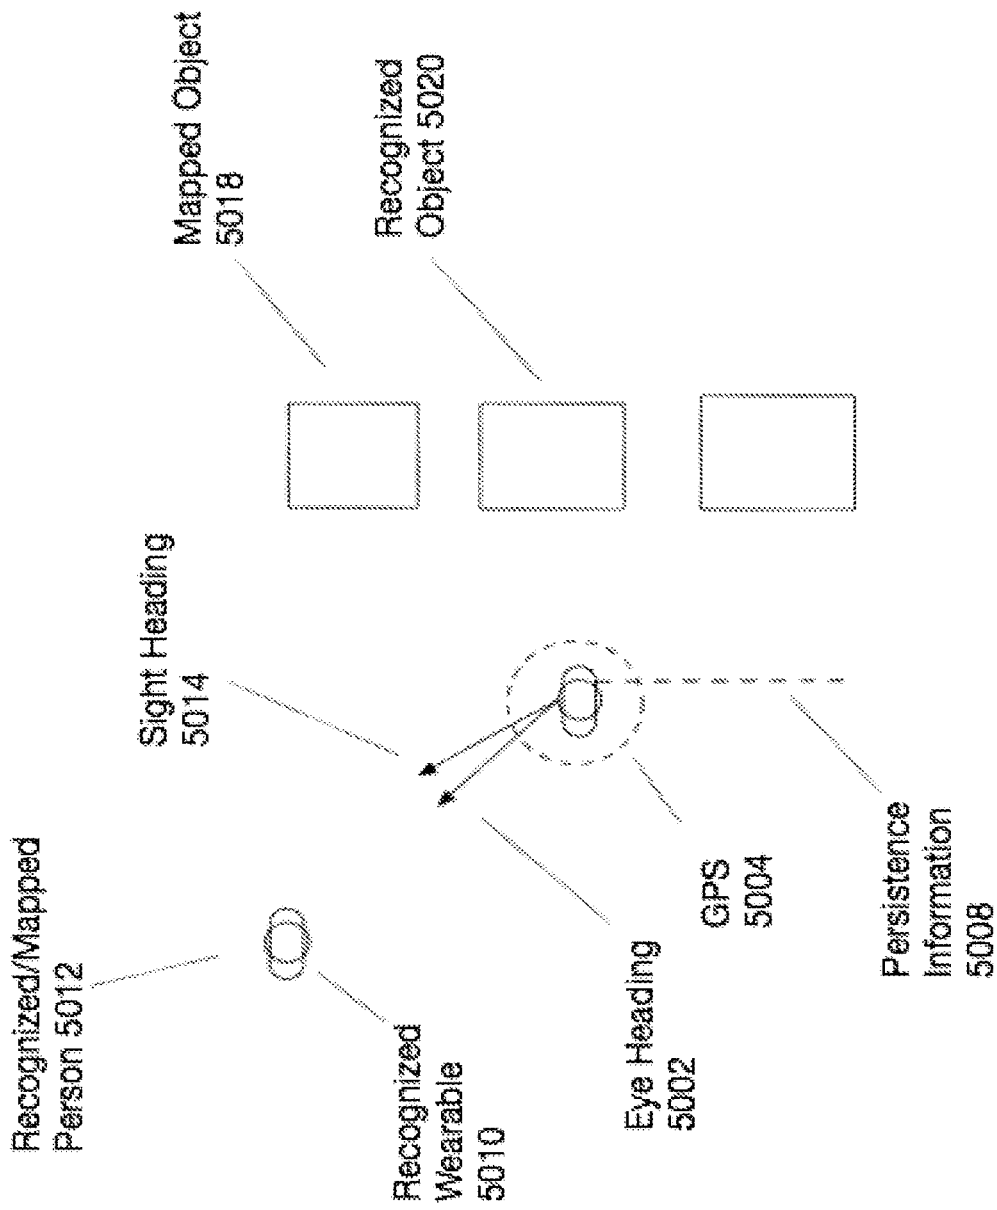 Recognized/Mapped
Person 5012
Recognized
Wearable
5010
Sight Heading
5014
Eye Heading
5002
GPS
5004
Persistence
Information
5008
Mapped Object
5018
Recognized
Object 5020